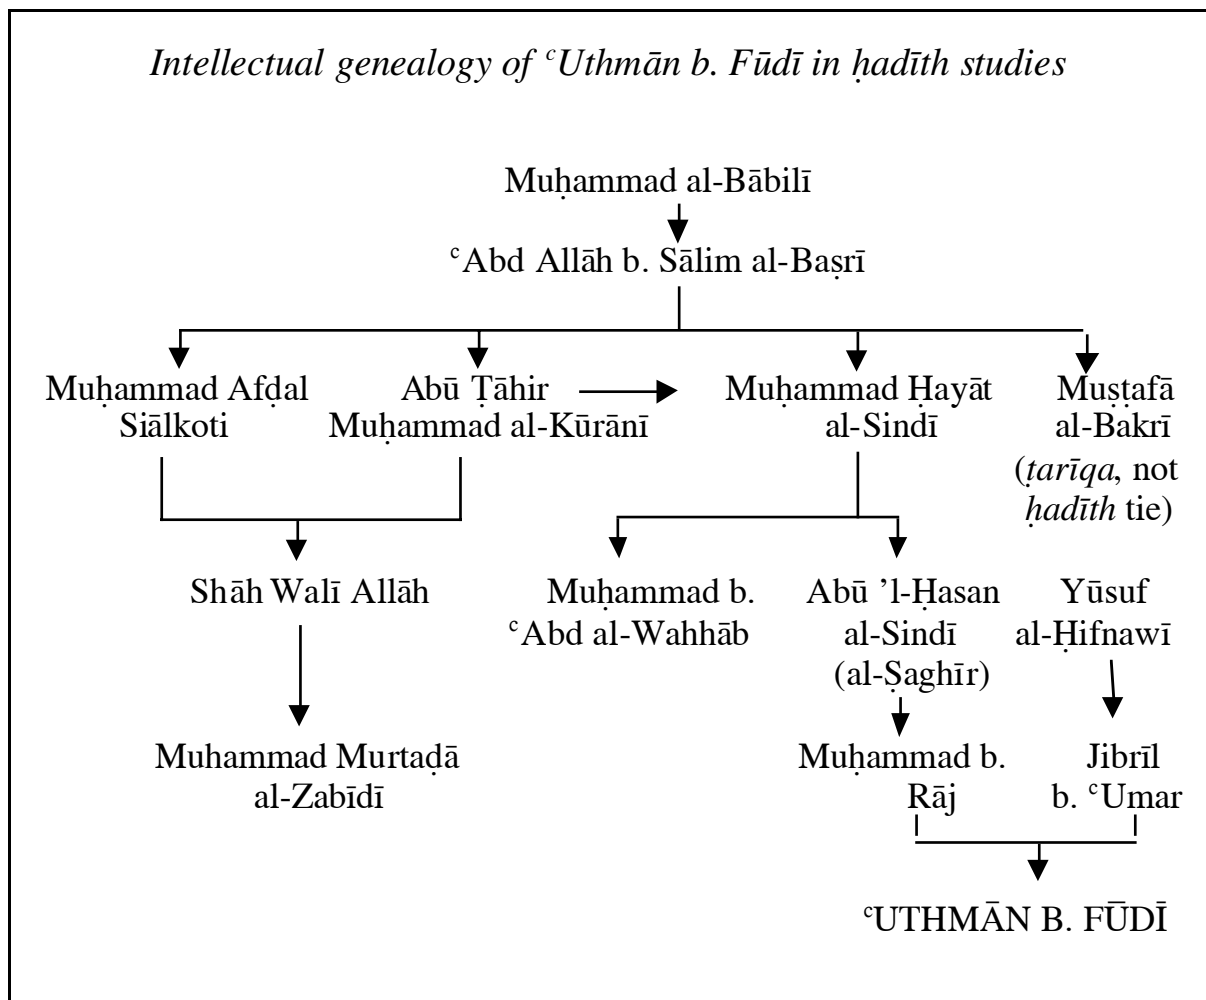 Intellectual genealogy of ᶜUthmān b. Fūdī in ḥadīth studies
Muḥammad al-Bābilī
ᶜAbd Allāh b. Sālim al-Baṣrī
Muḥammad Afḍal
Siālkoti
Abū Ṭāhir
Muḥammad al-Kūrānī
Muḥammad Ḥayāt
al-Sindī
Muṣṭafā
al-Bakrī
(ṭarīqa, not
ḥadīth tie)
Shāh Walī Allāh
Muḥammad b.
ᶜAbd al-Wahhāb
Abū ’l-Ḥasan
al-Sindī
(al-Ṣaghīr)
Yūsuf
al-Ḥifnawī
Muhammad Murtaḍā
al-Zabīdī
Muḥammad b.
Rāj
Jibrīl
b. ᶜUmar
ᶜUTHMĀN B. FŪDĪ